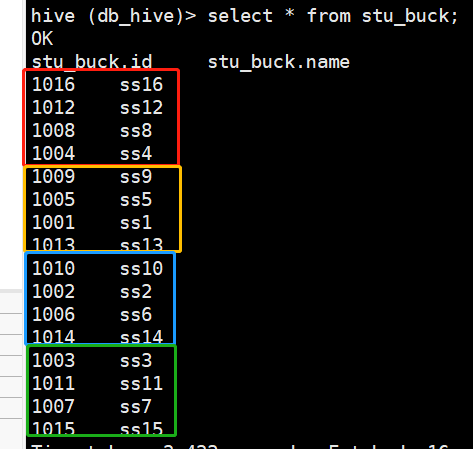 hive (db_hive)> select * from stu_buck;
OK
stu_buck.id stu_buck.name
1016 ss16
1012 ss12
1008 ss8
1004 ss4
1009 ss9
1005 ss5
1001 ss1
1013 ss13
1010 ss10
1002 ss2
1006 ss6
1014 ss14
1003 ss3
1011 ss11
1007 ss7
1015 ss15